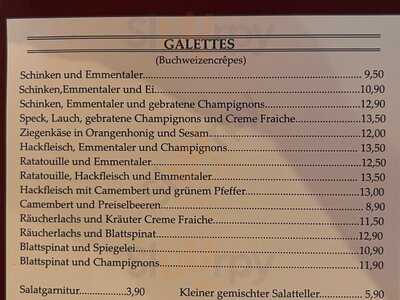 GALETTES
(Buchweizencrêpes)
Schinken und Emmentaler 9,50
Schinken,Emmentaler und Ei 10,90
Schinken, Emmentaler und gebratene Champignons 12,90
Speck, Lauch, gebratene Champignons und Creme Fraiche 13,50
Ziegenkäse in Orangenhonig und Sesam 12,00
Hackfleisch, Emmentaler und Champignons 13,50
Ratatouille und Emmentaler 12,50
Ratatouille, Hackfleisch und Emmentaler 13,50
Hackfleisch mit Camembert und grünem Pfeffer 13,00
Camembert und Preiselbeeren 8,90
Räucherlachs und Kräuter Creme Fraiche 11,50
Räucherlachs und Blattspinat 12,90
Blattspinat und Spiegelei 10,90
Blattspinat und Champignons 11,90
Salatgarnitur 3,90 Kleiner gemischter Salatteller 5,90